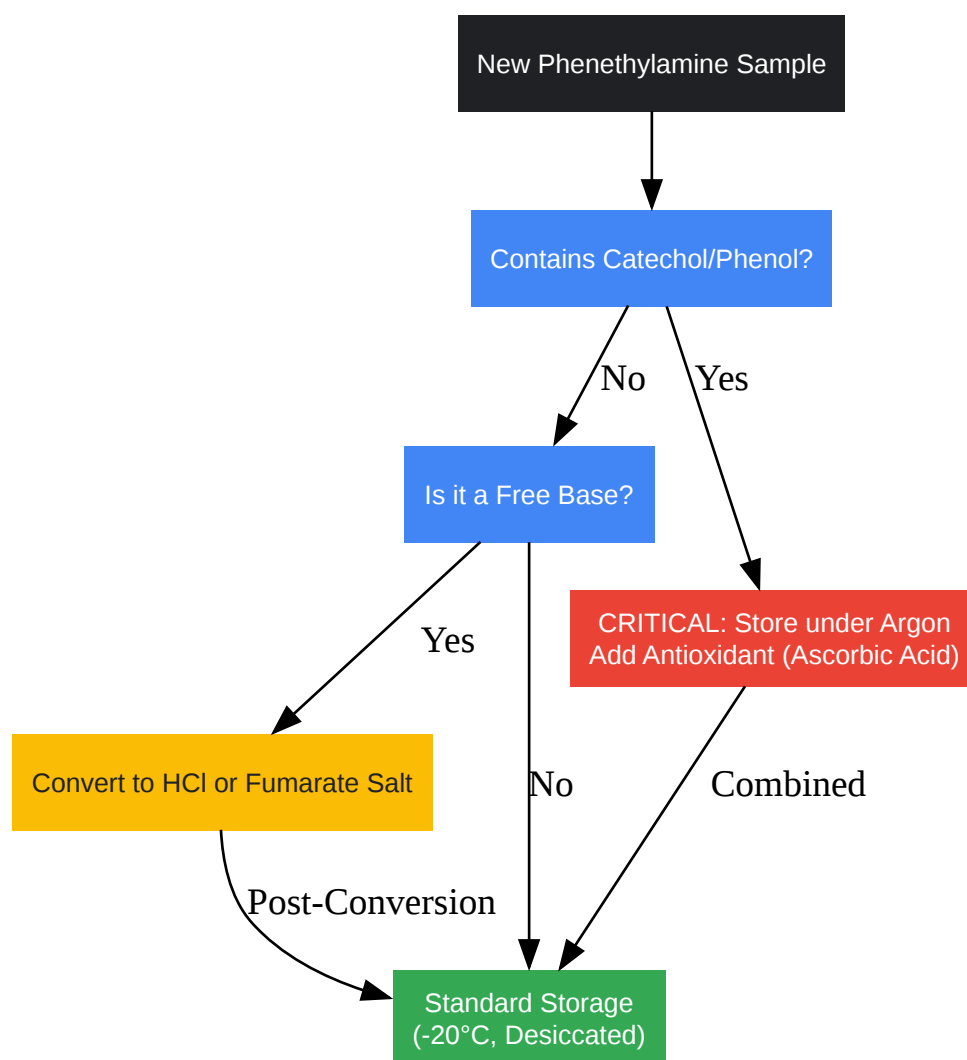 New Phenethylamine Sample
Contains Catechol/Phenol?
No
Yes
Is it a Free Base?
CRITICAL: Store under Argon
Add Antioxidant (Ascorbic Acid)
Yes
Convert to HCl or Fumarate Salt
No
Combined
Post-Conversion
Standard Storage
(-20°C, Desiccated)